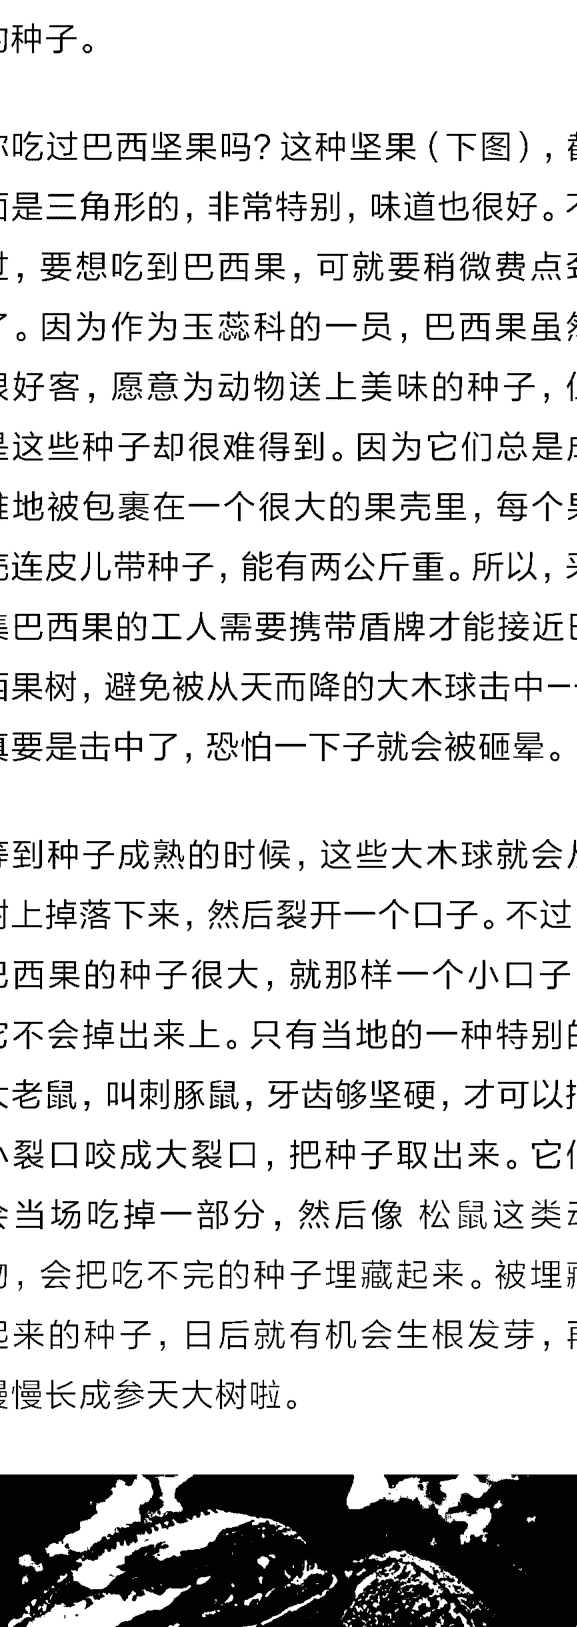 的种子。
你吃过巴西坚果吗？这种坚果（下图），截
面是三角形的，非常特别，味道也很好。不
过，要想吃到巴西果，可就要稍微费点劲
了。因为作为玉蕊科的一员，巴西果虽然
很好客，愿意为动物送上美味的种子，但
是这些种子却很难得到。因为它们总是成
堆地被包裹在一个很大的果壳里，每个果
壳连皮儿带种子，能有两公斤重。所以，采
集巴西果的工人需要携带盾牌才能接近巴
西果树，避免被从天而降的大木球击中——
真要是击中了，恐怕一下子就会被砸晕。
等到种子成熟的时候，这些大木球就会从
树上掉落下来，然后裂开一个口子。不过
巴西果的种子很大，就那样一个小口子
它不会掉出来上。只有当地的一种特别的
大老鼠，叫刺豚鼠，牙齿够坚硬，才可以把
小裂口咬成大裂口，把种子取出来。它们
会当场吃掉一部分，然后像 松鼠这类动
物，会把吃不完的种子埋藏起来。被埋藏
起来的种子，日后就有机会生根发芽，再
慢慢长成参天大树啦。